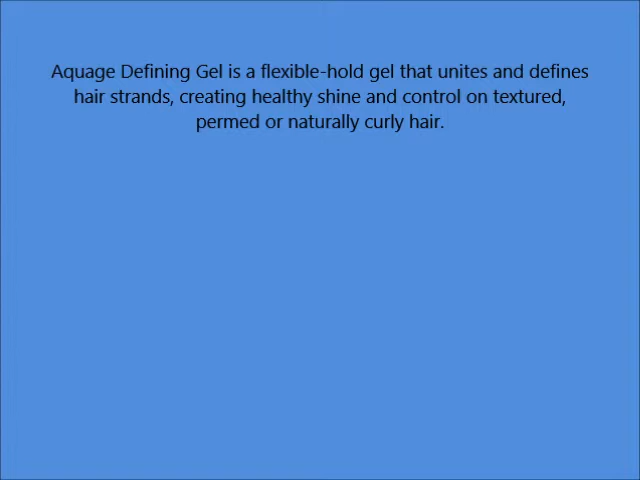 Aquage Defining Gel is a flexible-hold gel that unites and defines
hair strands, creating healthy shine and control on textured,
permed or naturally curly hair.